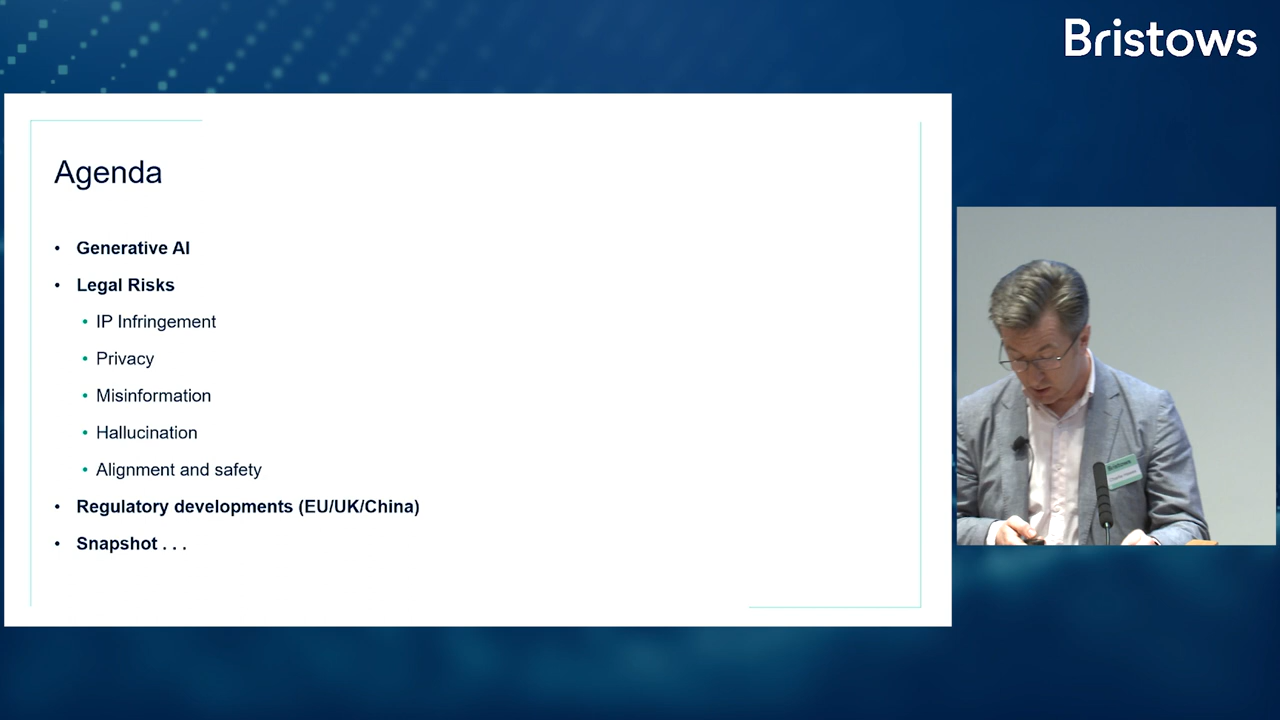 Bristows
Agenda
• Generative AI
• Legal Risks
• IP Infringement
• Privacy
• Misinformation
• Hallucination
• Alignment and safety
• Regulatory developments (EU/UK/China)
• Snapshot . . .
Bristows